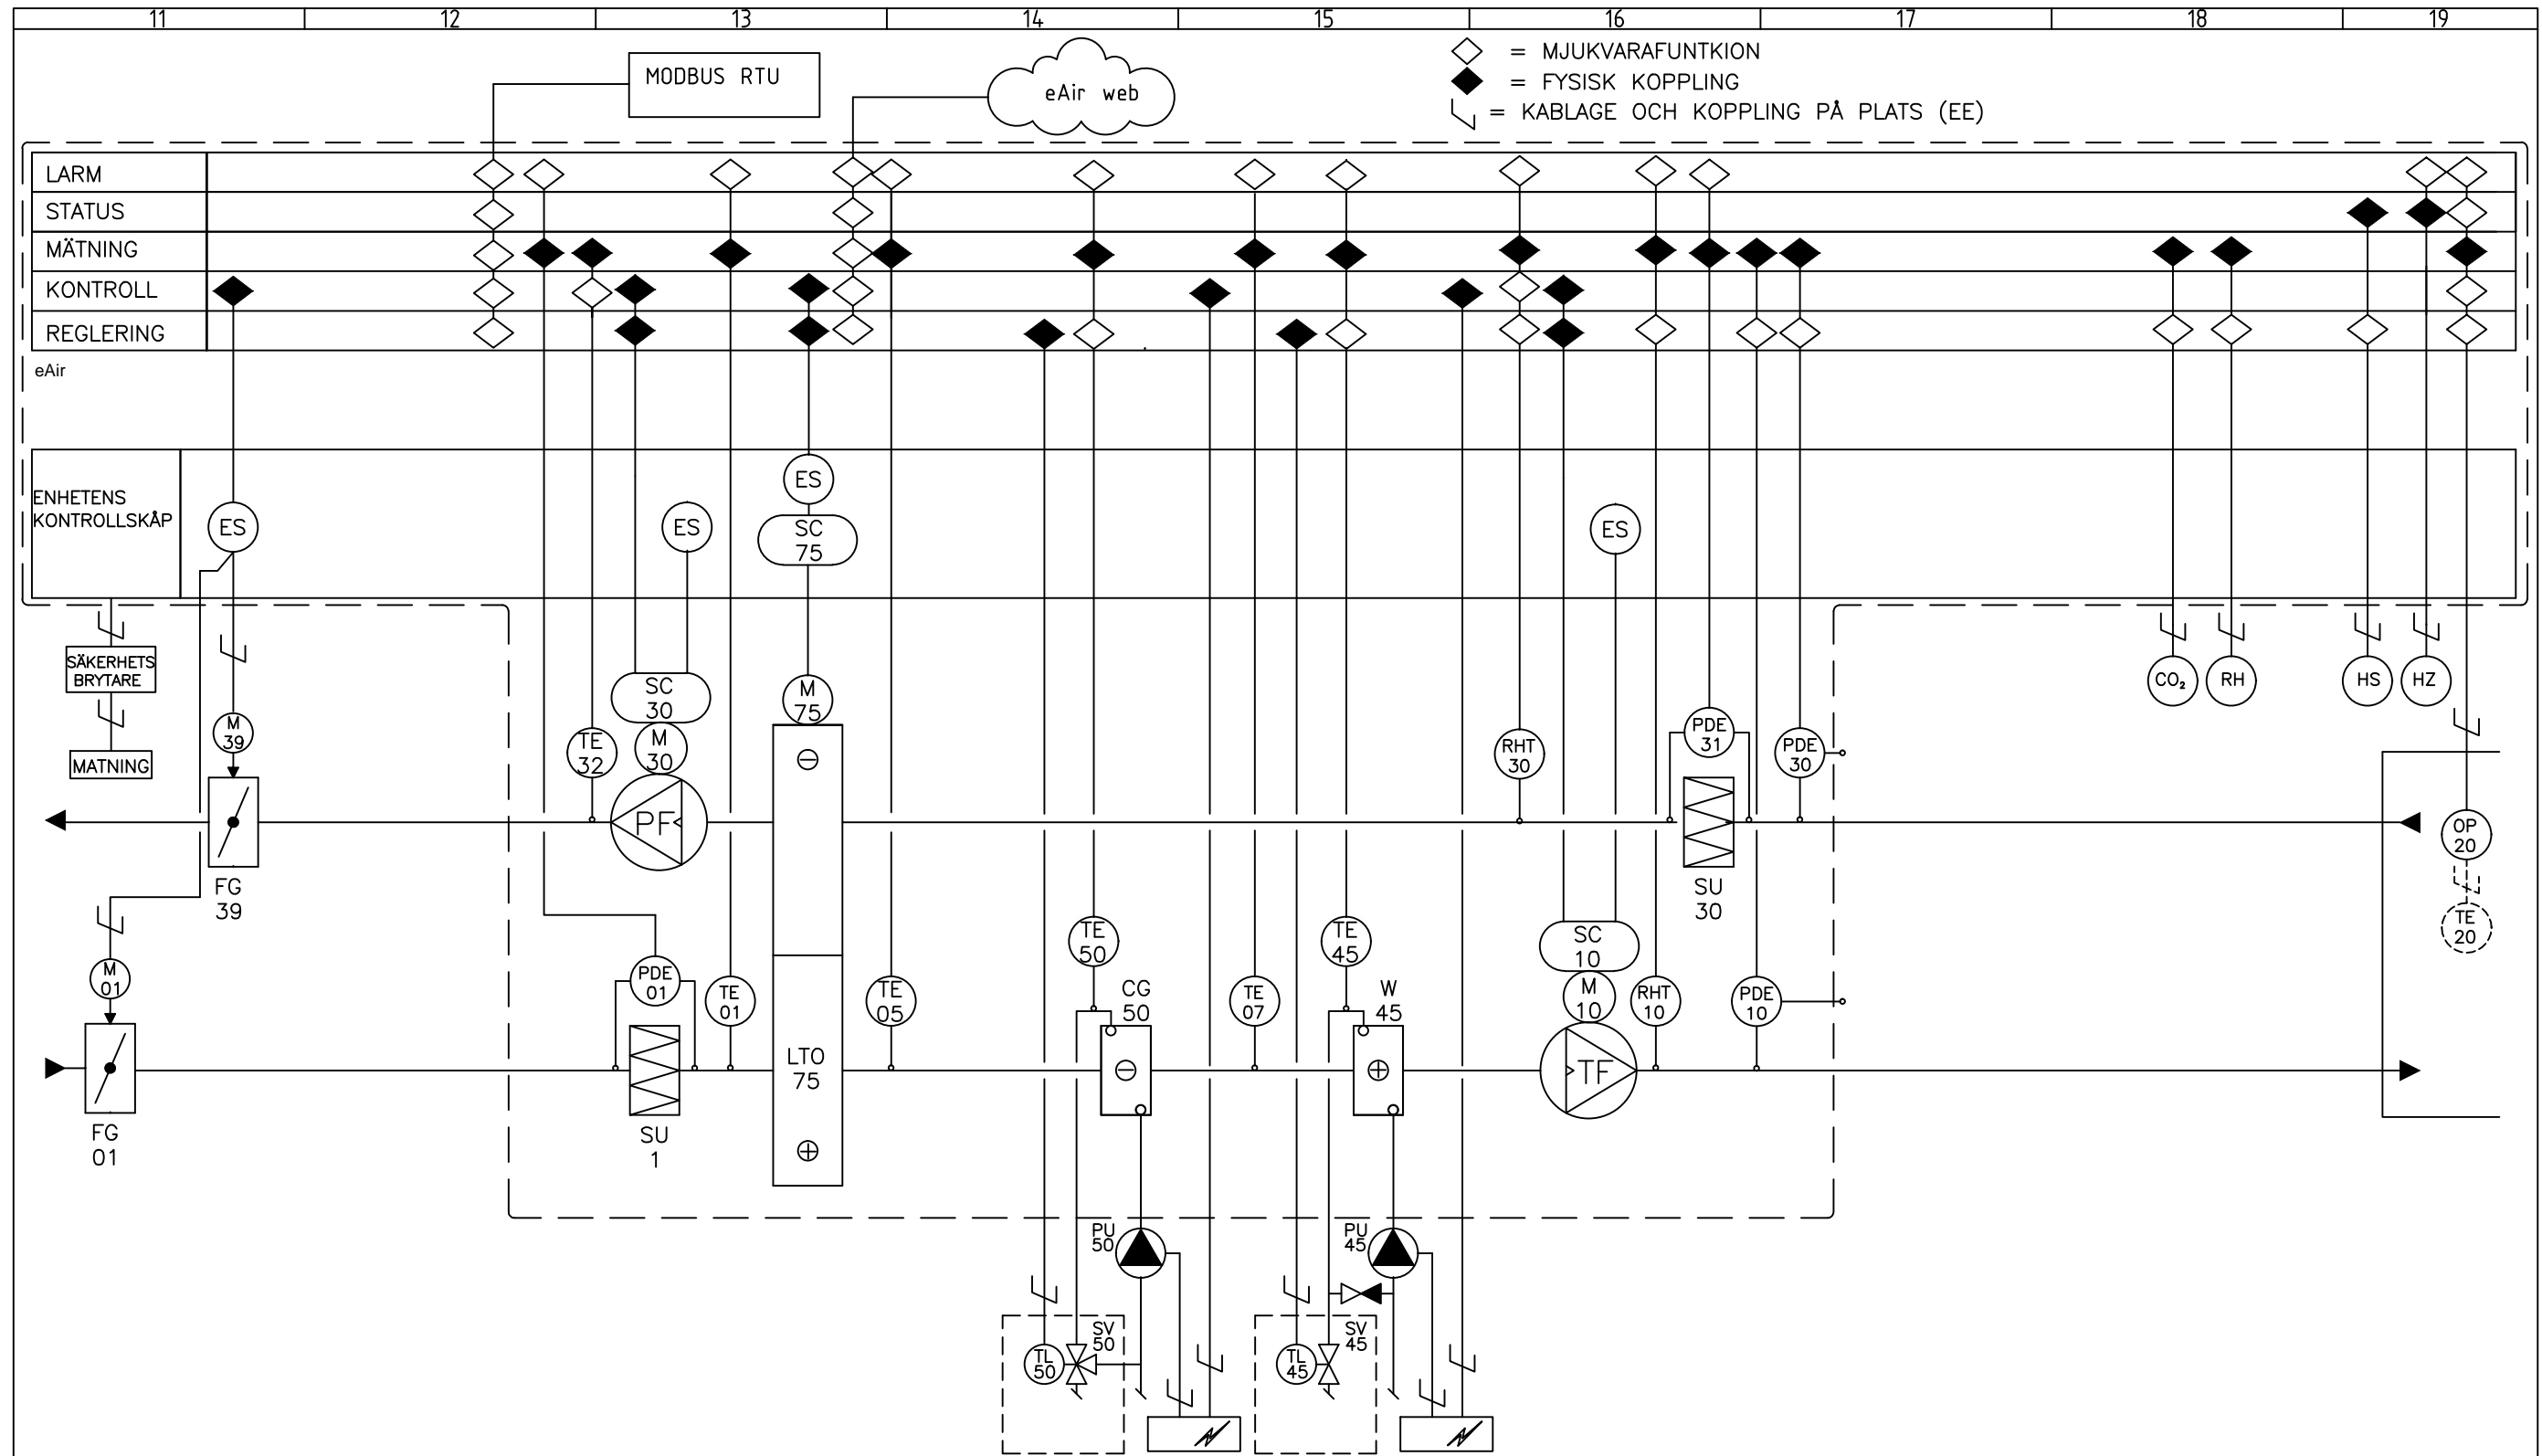 11 12 13 14 15 16 17 18 19
MODBUS RTU
eAir web
= MJUKVARAFUNTKION
= FYSISK KOPPLING
= KABLAGE OCH KOPPLING PÅ PLATS (EE)
LARM
STATUS
MÄTNING
KONTROLL
REGLERING
eAir
ENHETENS
KONTROLLSKÅP
ES
ES
SC
75
ES
ES
SÄKERHETS
BRYTARE
MATNING
M
39
FG
39
M
01
FG
01
TE
32
SC
30
M
30
PF
M
75
LTO
75
PDE
01
SU
1
TE
01
TE
05
TE
50
CG
50
TE
07
TE
45
W
45
RHT
30
SC
10
M
10
TF
RHT
10
PDE
31
SU
30
PDE
30
PDE
10
CO₂
RH
HS
HZ
OP
20
TE
20
PU
50
SV
50
TL
50
PU
45
SV
45
TL
45